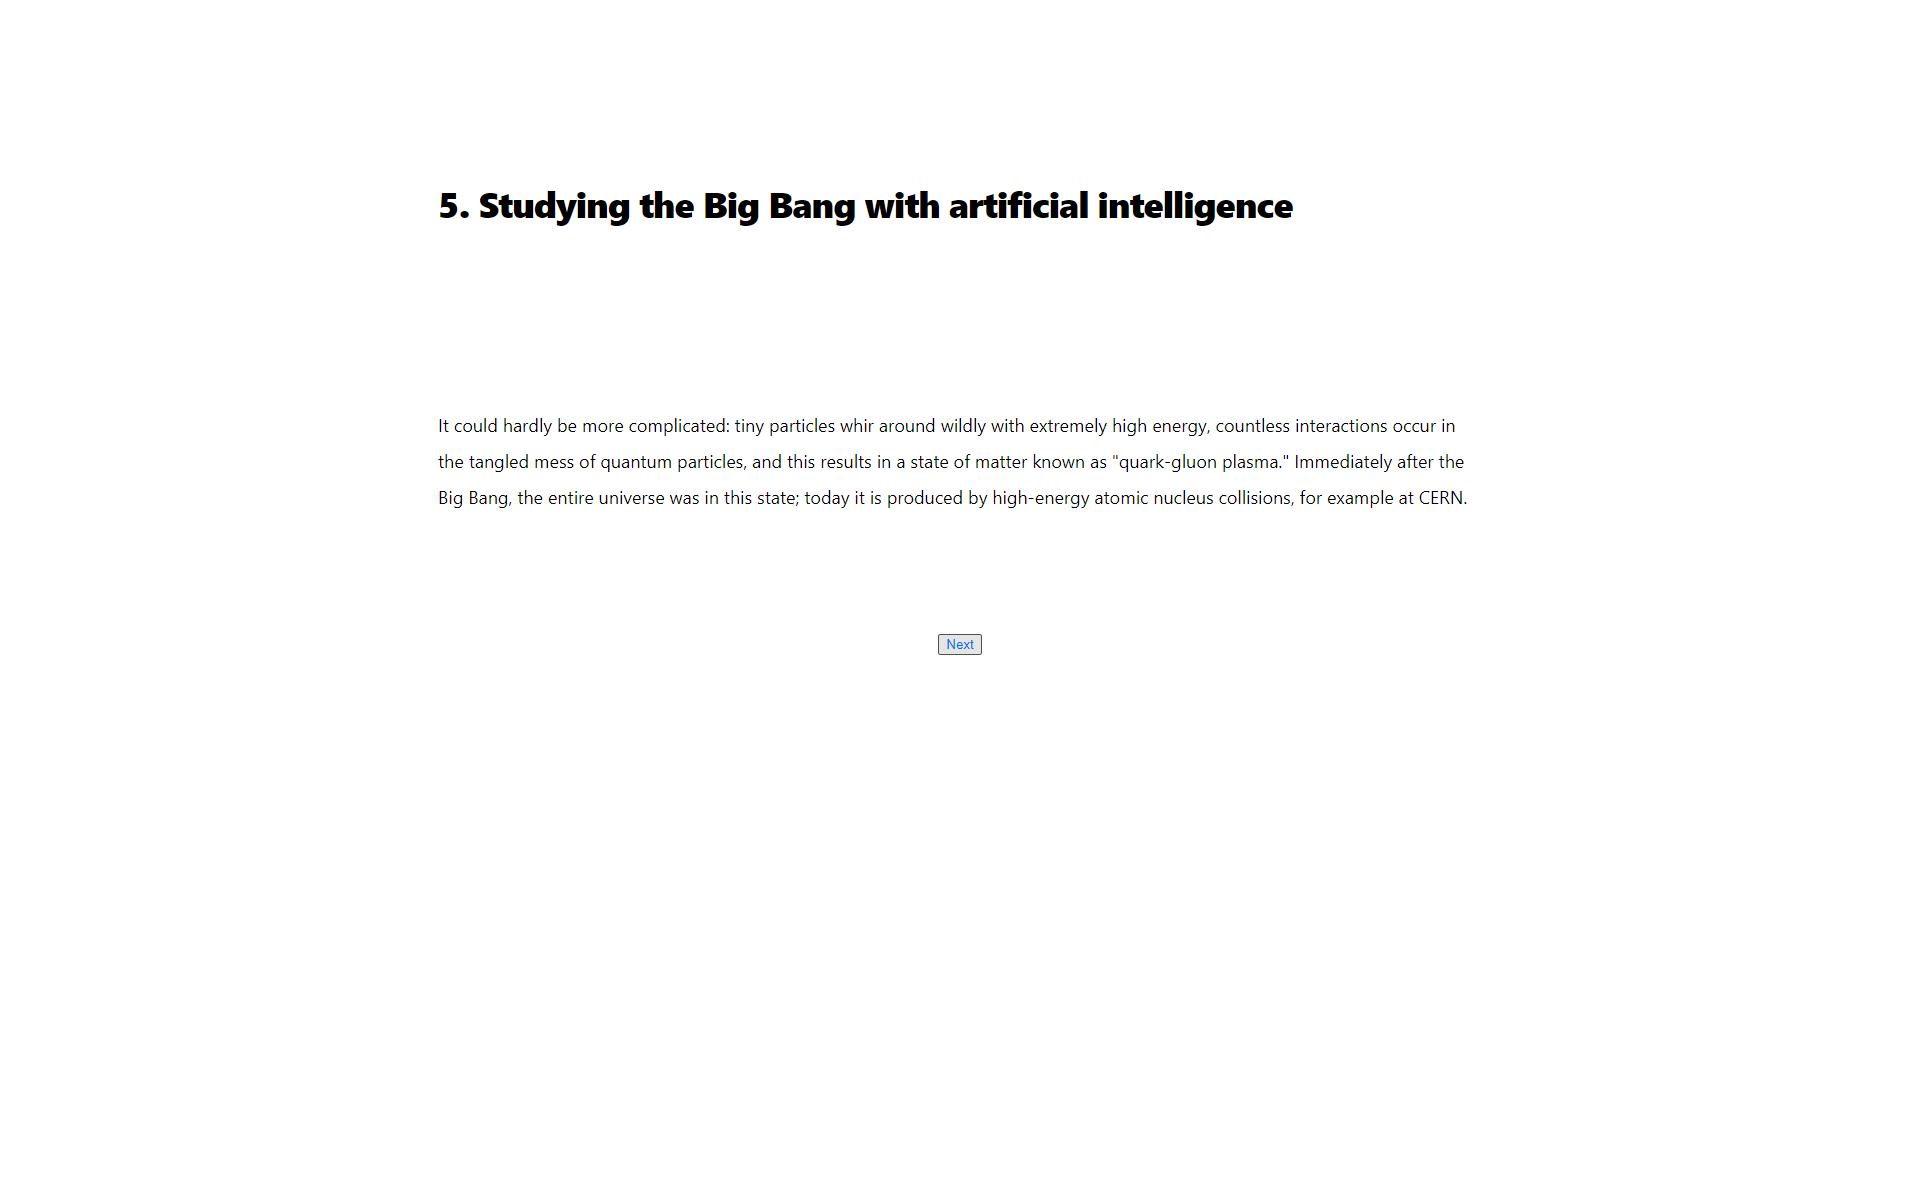 5. Studying the Big Bang with artificial intelligence
It could hardly be more complicated: tiny particles whir around wildly with extremely high energy, countless interactions occur in
the tangled mess of quantum particles, and this results in a state of matter known as "quark-gluon plasma." Immediately after the
Big Bang, the entire universe was in this state; today it is produced by high-energy atomic nucleus collisions, for example at CERN.
Next